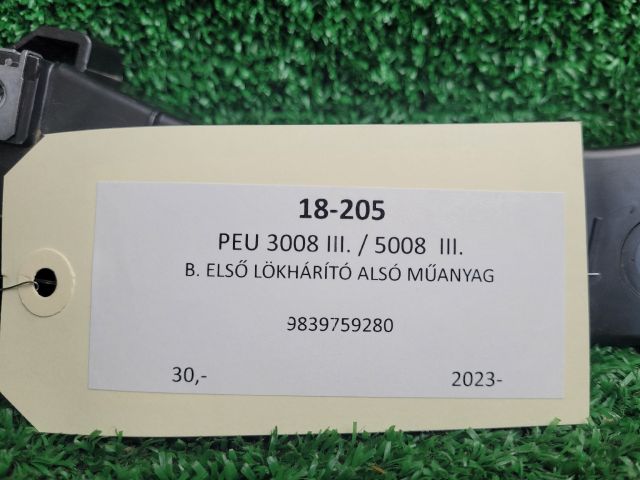 18-205
PEU 3008 III. / 5008 III.
B. ELSŐ LÖKHÁRÍTÓ ALSÓ MŰANYAG
9839759280
30,- 2023-